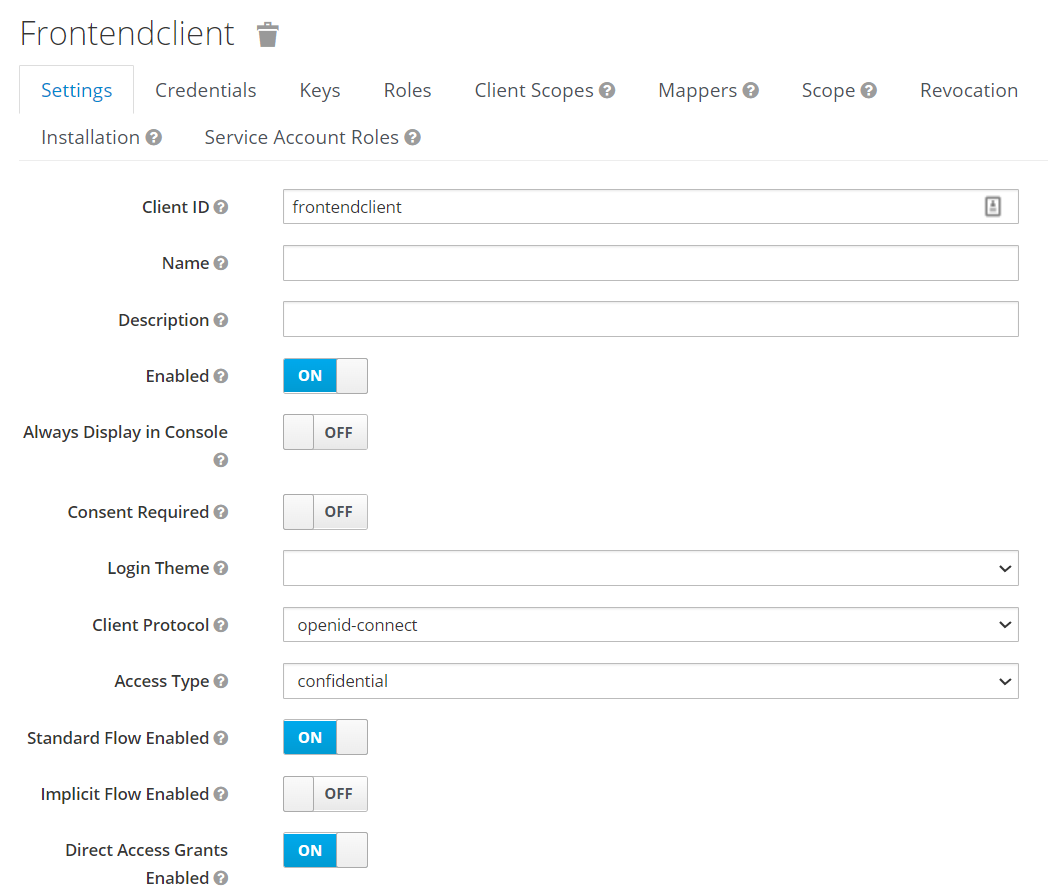 Frontendclient
Settings Credentials Keys Roles Client Scopes Mappers Scope Revocation
Installation Service Account Roles
Client ID frontendclient
Name
Description
Enabled ON
Always Display in Console OFF
Consent Required OFF
Login Theme
Client Protocol openid-connect
Access Type confidential
Standard Flow Enabled ON
Implicit Flow Enabled OFF
Direct Access Grants ON
Enabled